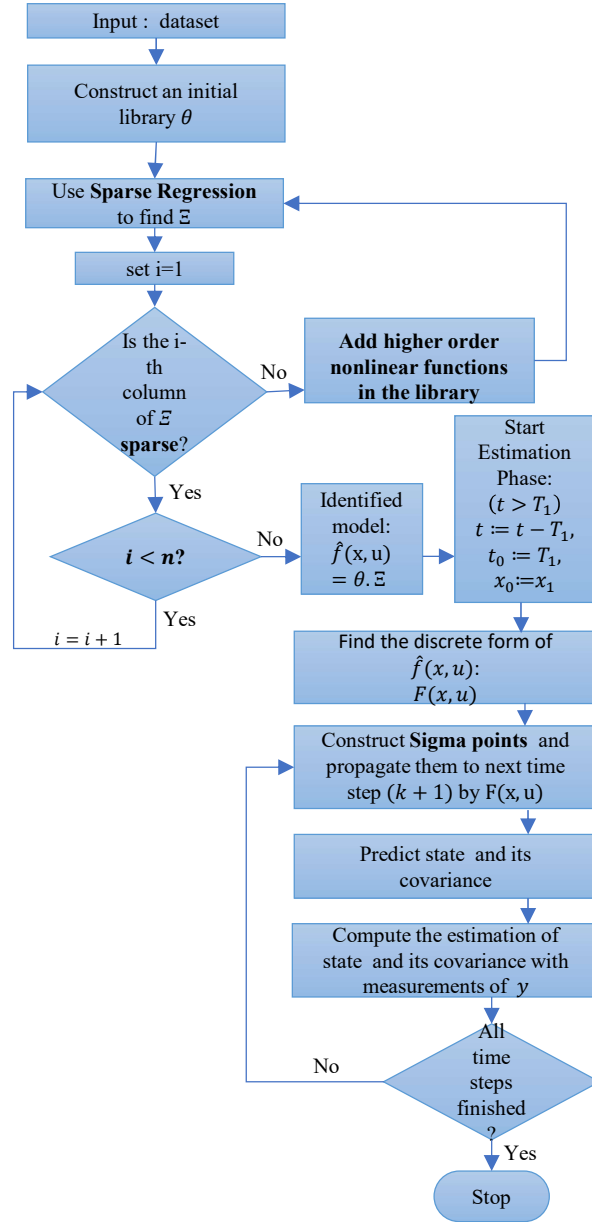 Input :  dataset
Construct an initial
library θ
Use Sparse Regression
to find Ξ
set i=1
Is the i-
th
column
of Ξ
sparse?
No
Add higher order
nonlinear functions
in the library
Yes
i < n?
Yes
i = i + 1
No
Identified
model:
f̂(x, u)
= θ. Ξ
Start
Estimation
Phase:
(t > T₁)
t ≔ t − T₁,
t₀ ≔ T₁,
x₀≔x₁
Find the discrete form of
f̂(x, u):
F(x, u)
Construct Sigma points and
propagate them to next time
step (k + 1) by F(x, u)
Predict state and its
covariance
Compute the estimation of
state and its covariance with
measurements of y
All
time
steps
finished
?
No
Yes
Stop